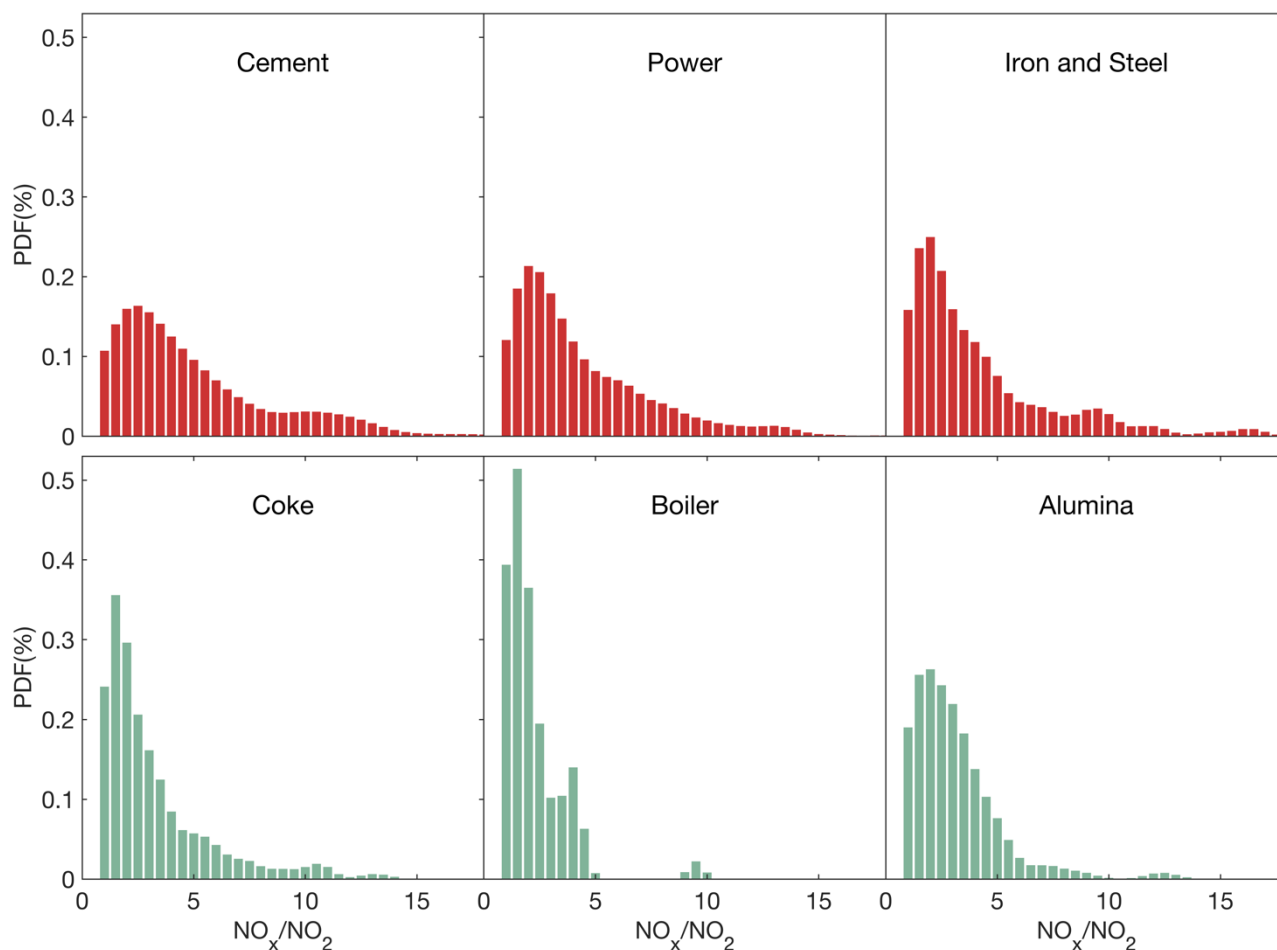 Cement
Power
Iron and Steel
PDF(%)
0.5
0.4
0.3
0.2
0.1
0
Coke
Boiler
Alumina
PDF(%)
0.5
0.4
0.3
0.2
0.1
0
0 5 10 15 0 5 10 15 0 5 10 15
NOx/NO2 NOx/NO2 NOx/NO2